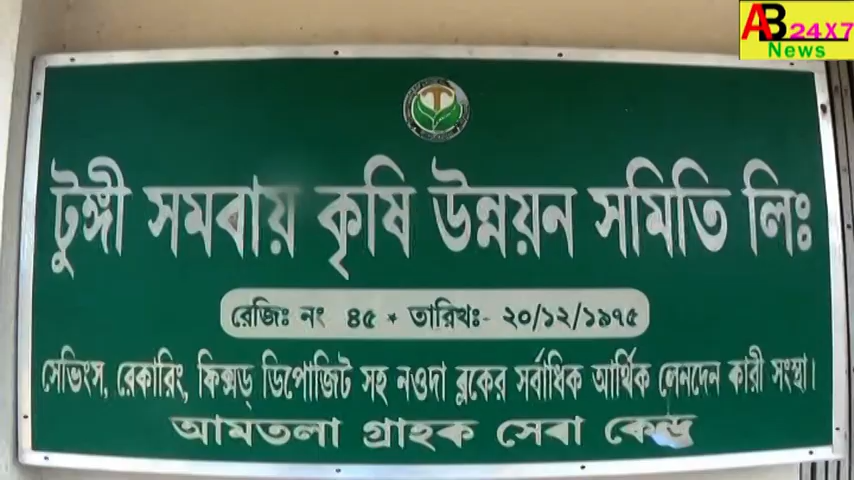 AB 24X7
News
টুঙ্গী সমবায় কৃষি উন্নয়ন সমিতি লিঃ
রেজিঃ নং ৪৫ * তারিখঃ- ২০/১২/১৯৭৫
সেভিংস, রেকারিং, ফিক্সড্ ডিপোজিট সহ নওদা ব্লকের সর্বাধিক আর্থিক লেনদেন কারী সংস্থা।
আমতলা গ্রাহক সেবা কেন্দ্র